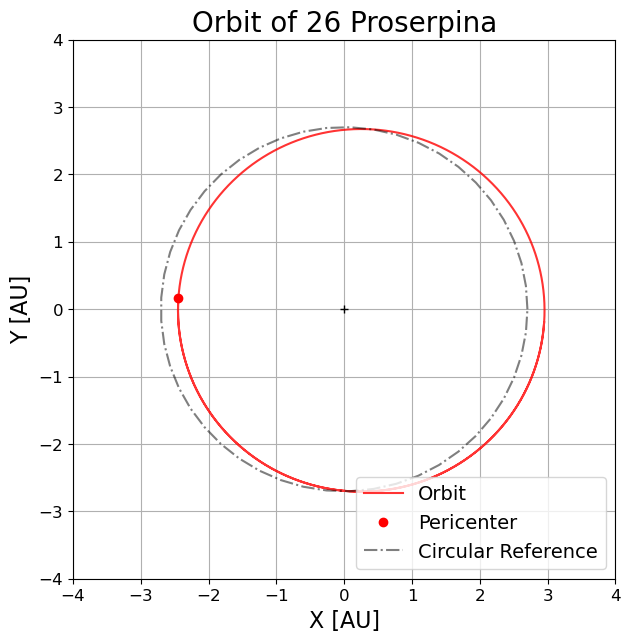 Orbit of 26 Proserpina
Y [AU]
4
3
2
1
0
−1
−2
−3
−4
−4 −3 −2 −1 0 1 2 3 4
X [AU]
Orbit
Pericenter
Circular Reference